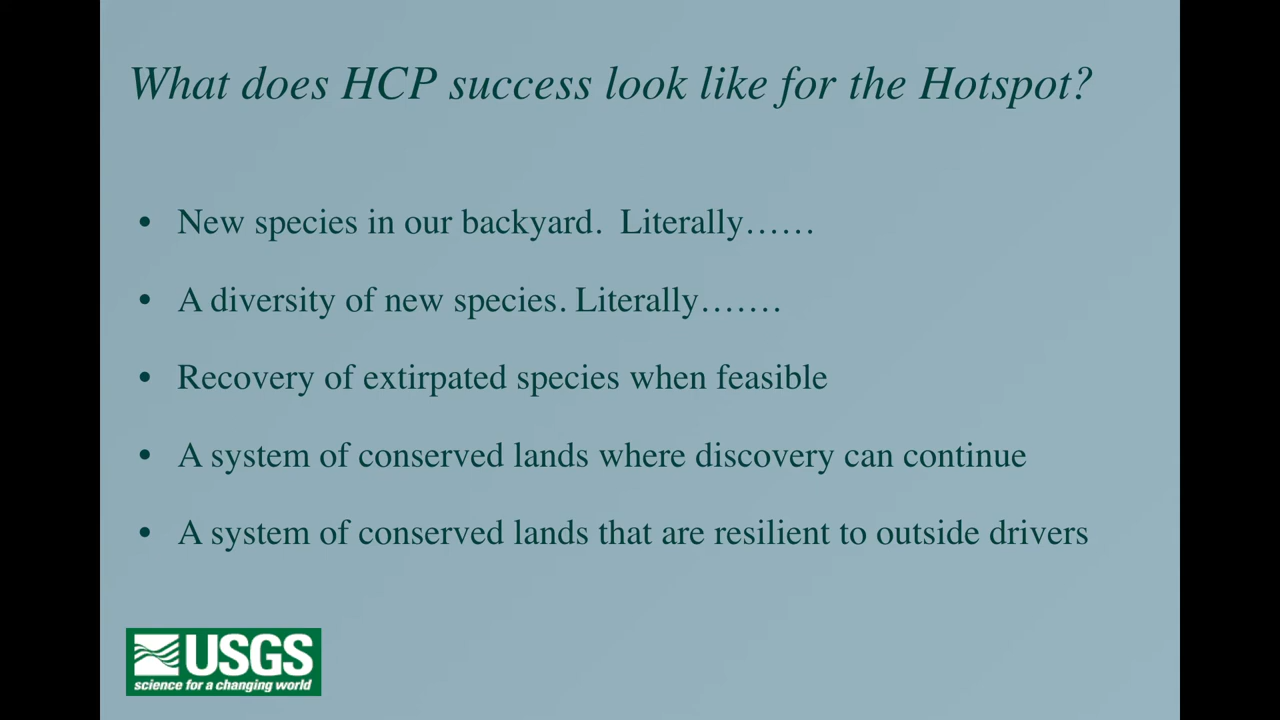 What does HCP success look like for the Hotspot?
• New species in our backyard.  Literally……
• A diversity of new species. Literally…….
• Recovery of extirpated species when feasible
• A system of conserved lands where discovery can continue
• A system of conserved lands that are resilient to outside drivers
USGS
science for a changing world